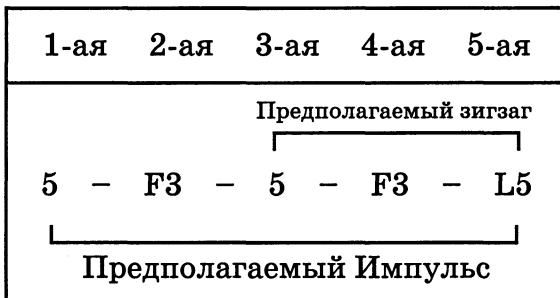 1-ая 2-ая 3-ая 4-ая 5-ая
Предполагаемый зигзаг
5 – F3 – 5 – F3 – L5
Предполагаемый Импульс